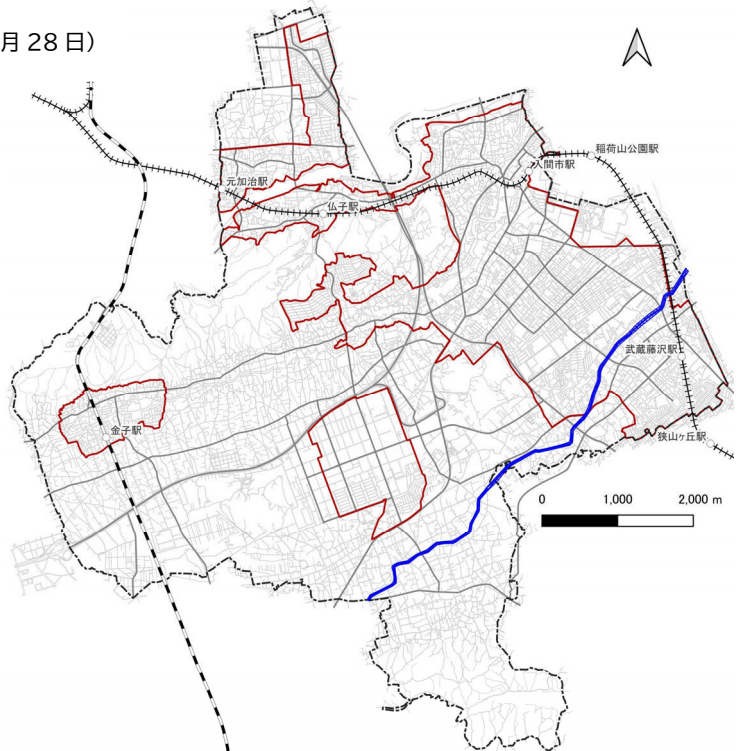 月 28 日）
稲荷山公園駅
入間市駅
元加治駅
仏子駅
武蔵藤沢駅
金子駅
狭山ヶ丘駅
0 1,000 2,000 m